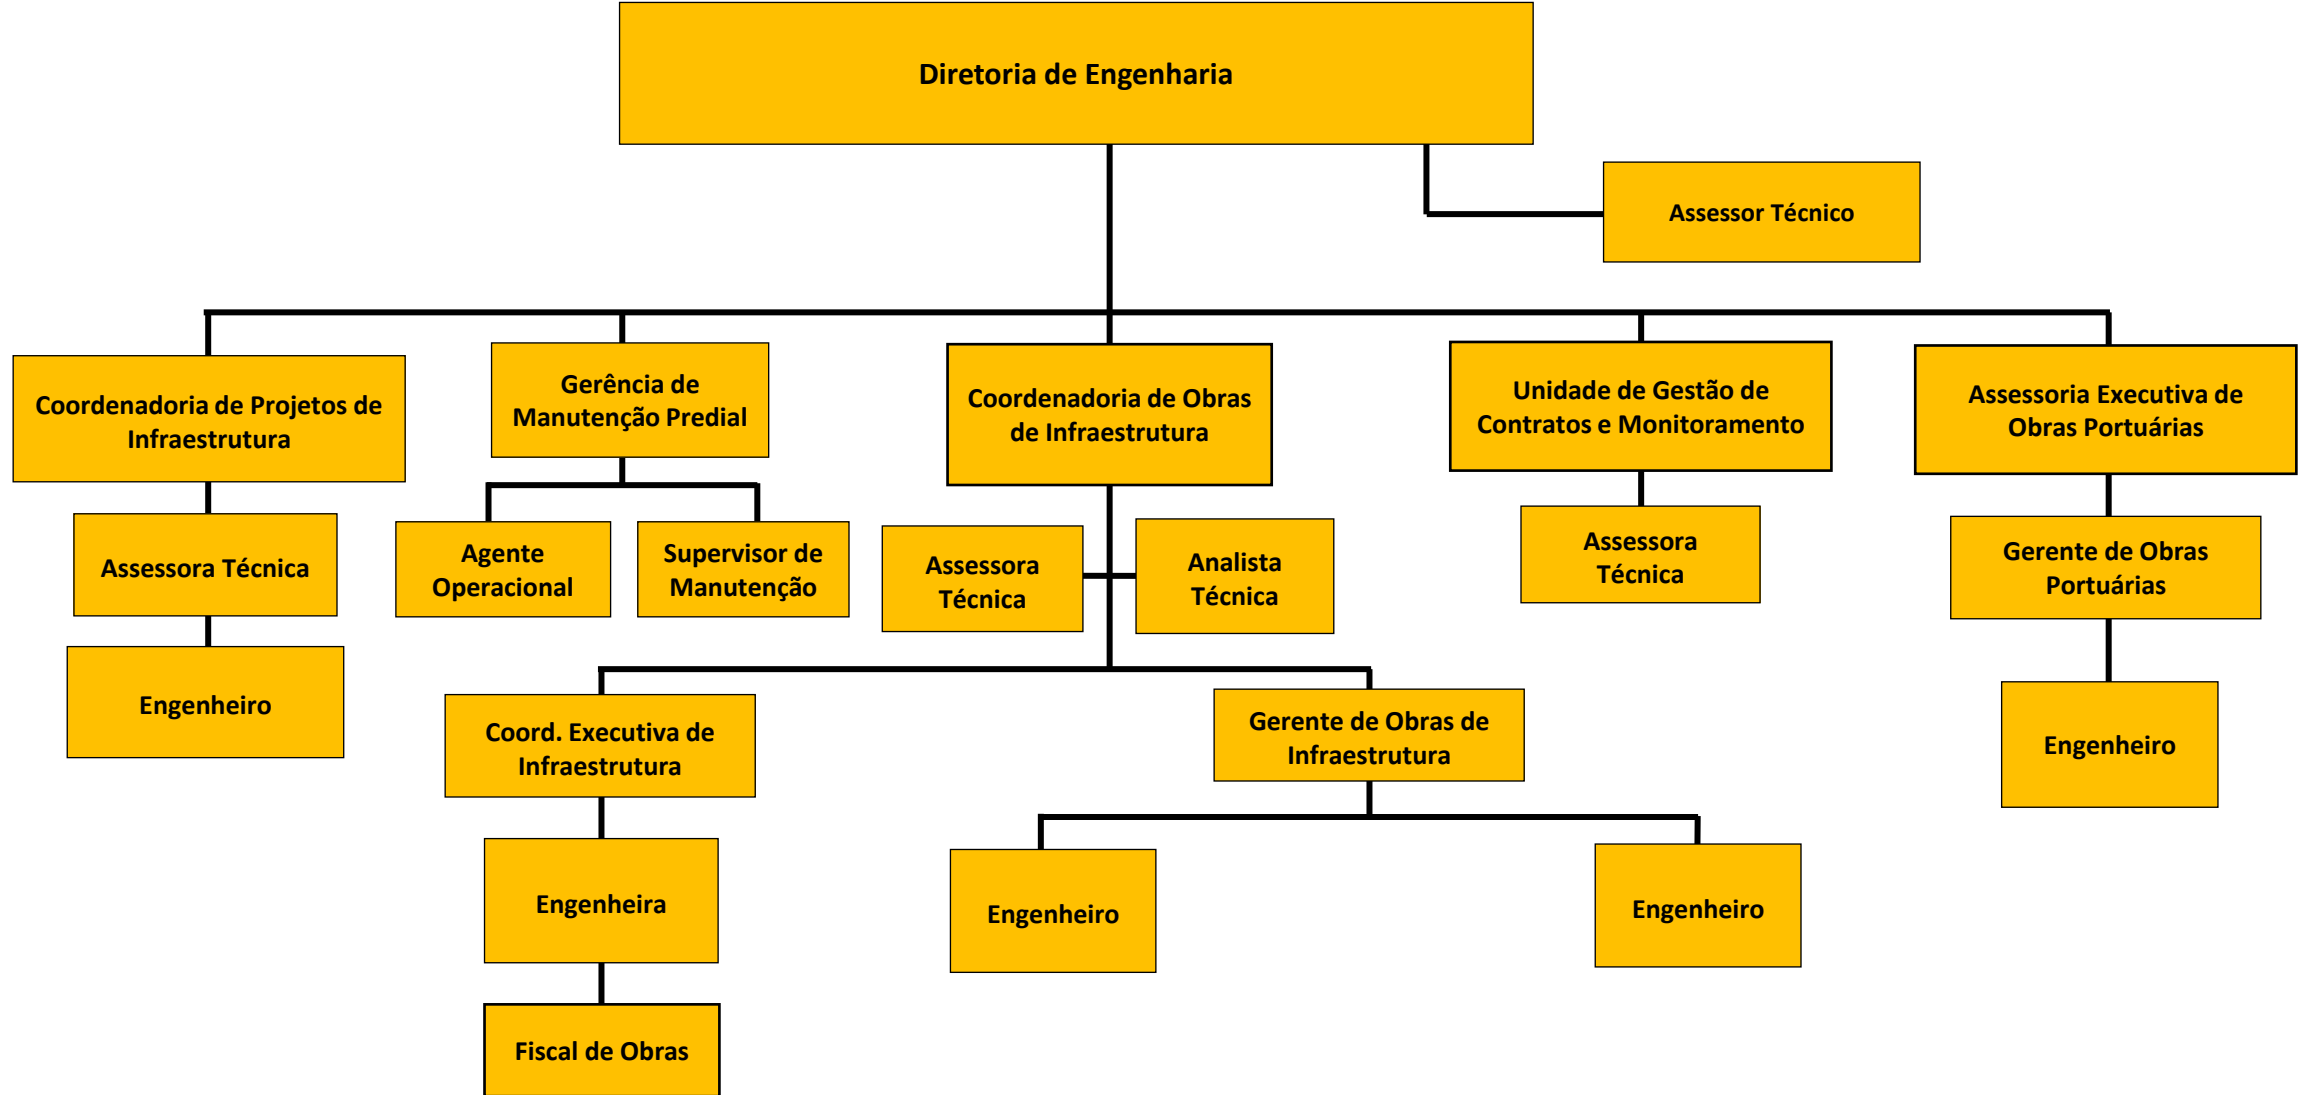 Diretoria de Engenharia
Assessor Técnico
Coordenadoria de Projetos de
Infraestrutura
Gerência de
Manutenção Predial
Coordenadoria de Obras
de Infraestrutura
Unidade de Gestão de
Contratos e Monitoramento
Assessoria Executiva de
Obras Portuárias
Assessora Técnica
Agente
Operacional
Supervisor de
Manutenção
Assessora
Técnica
Analista
Técnica
Assessora
Técnica
Gerente de Obras
Portuárias
Engenheiro
Coord. Executiva de
Infraestrutura
Gerente de Obras de
Infraestrutura
Engenheiro
Engenheira
Engenheiro
Engenheiro
Fiscal de Obras